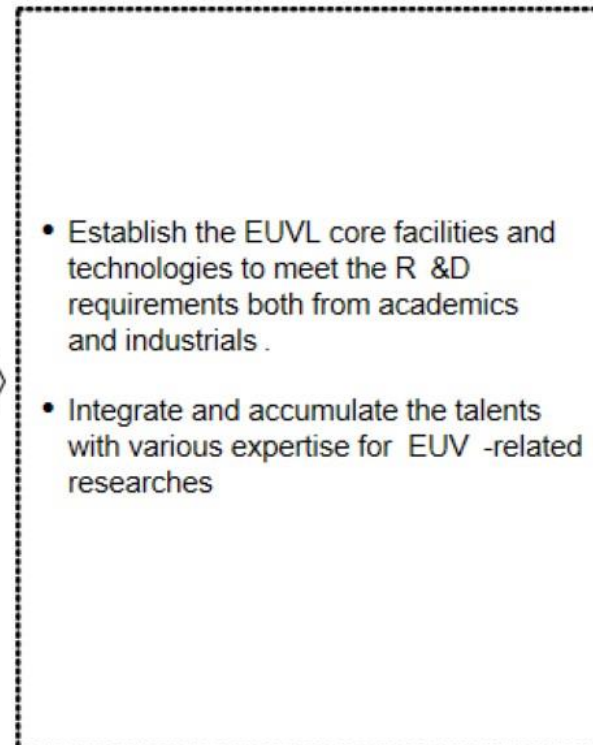 • Establish the EUVL core facilities and
technologies to meet the R &D
requirements both from academics
and industrials .
• Integrate and accumulate the talents
with various expertise for EUV -related
researches